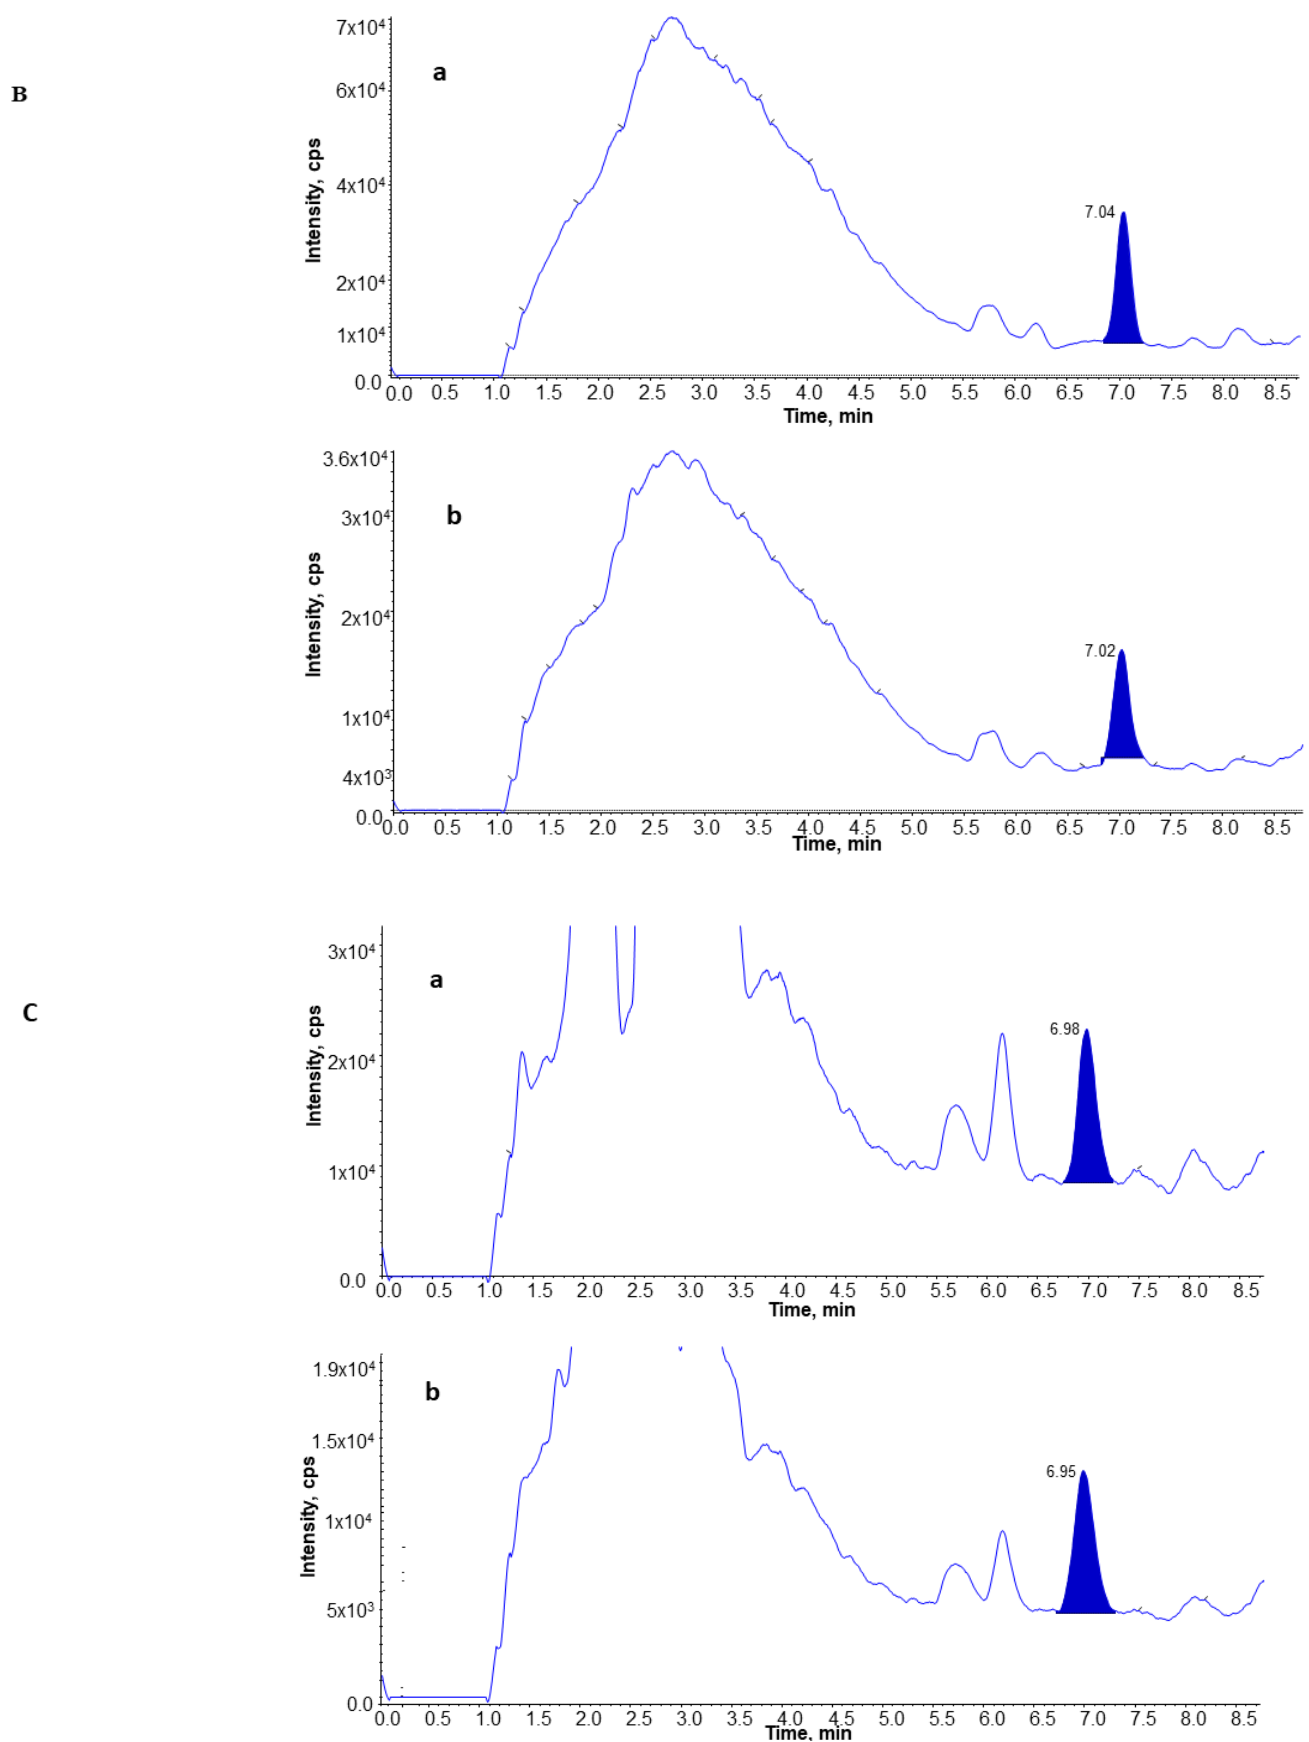 B
a
7x10⁴
6x10⁴
4x10⁴
2x10⁴
1x10⁴
0.0
Intensity, cps
7.04
0.0 0.5 1.0 1.5 2.0 2.5 3.0 3.5 4.0 4.5 5.0 5.5 6.0 6.5 7.0 7.5 8.0 8.5
Time, min
b
3.6x10⁴
3x10⁴
2x10⁴
1x10⁴
4x10³
0.0
Intensity, cps
7.02
0.0 0.5 1.0 1.5 2.0 2.5 3.0 3.5 4.0 4.5 5.0 5.5 6.0 6.5 7.0 7.5 8.0 8.5
Time, min
C
a
3x10⁴
2x10⁴
1x10⁴
0.0
Intensity, cps
6.98
0.0 0.5 1.0 1.5 2.0 2.5 3.0 3.5 4.0 4.5 5.0 5.5 6.0 6.5 7.0 7.5 8.0 8.5
Time, min
b
1.9x10⁴
1.5x10⁴
1x10⁴
5x10³
0.0
Intensity, cps
6.95
0.0 0.5 1.0 1.5 2.0 2.5 3.0 3.5 4.0 4.5 5.0 5.5 6.0 6.5 7.0 7.5 8.0 8.5
Time, min